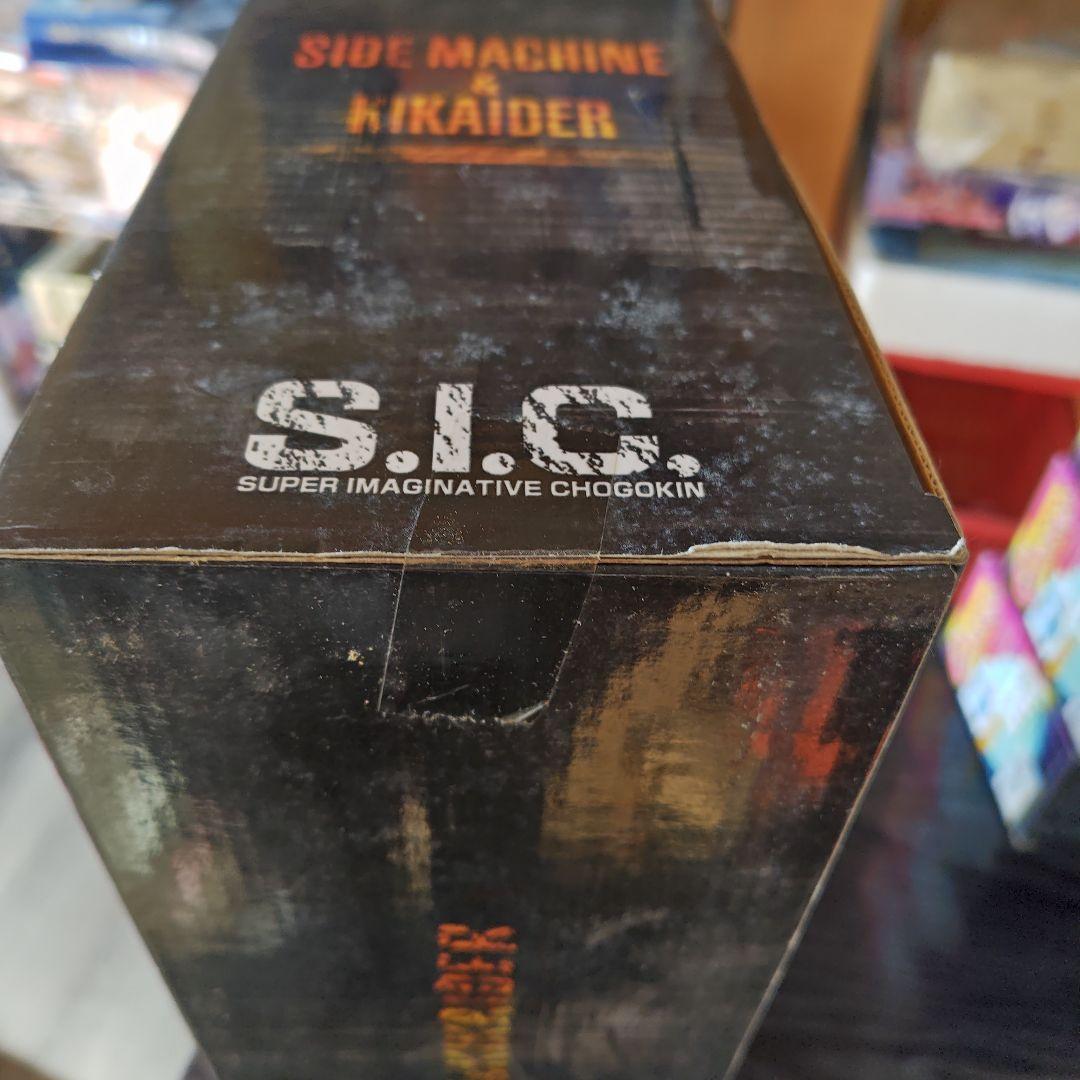 SIDE MACHINE
&
KIKAIDER
S.I.C.
SUPER IMAGINATIVE CHOGOKIN